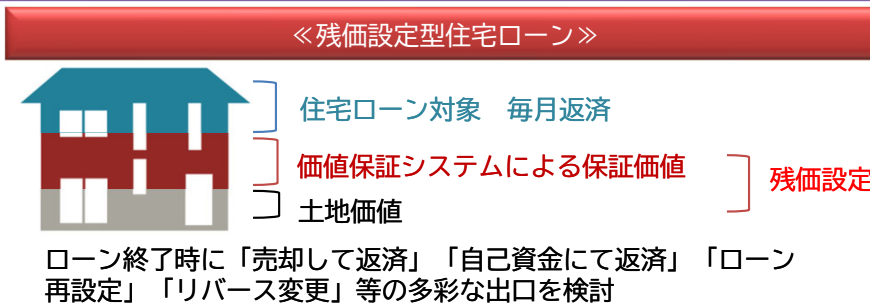 ≪残価設定型住宅ローン≫
住宅ローン対象　毎月返済
価値保証システムによる保証価値
残価設定
土地価値
ローン終了時に「売却して返済」「自己資金にて返済」「ローン
再設定」「リバース変更」等の多彩な出口を検討